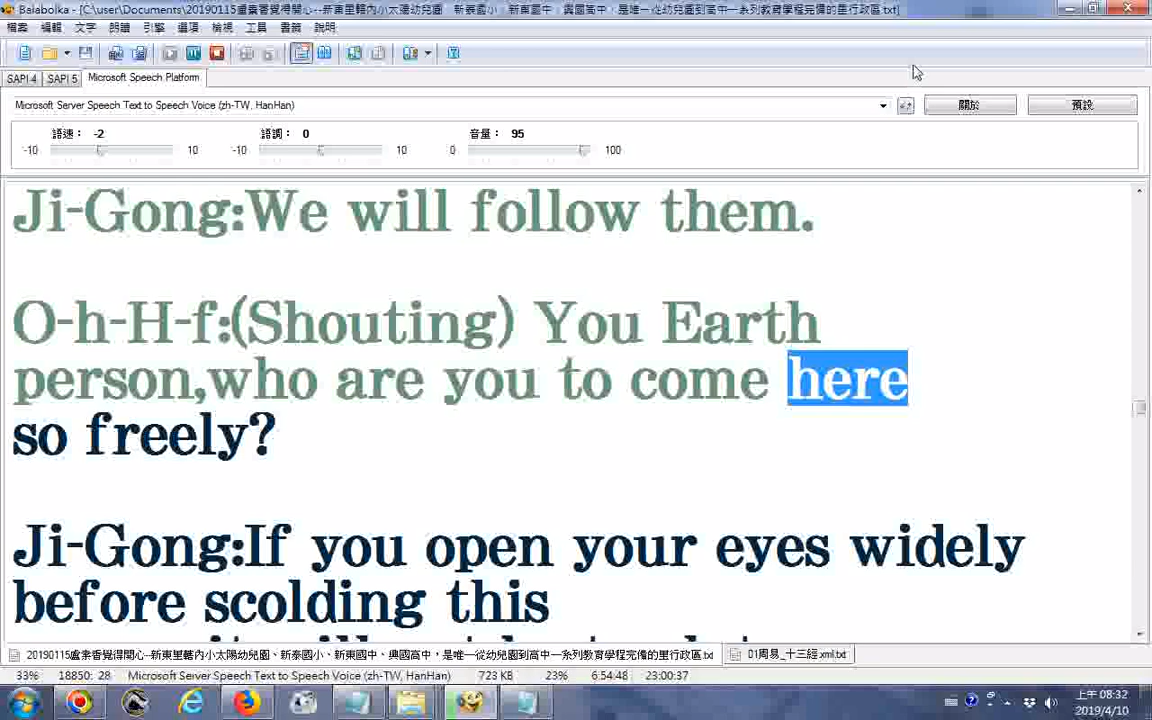 Balabolka - [C:\user\Documents\20190115盧素香覺得開心--新東里轄內小太陽幼兒園、新泰國小、新東國中、興國高中，是唯一從幼兒園到高中一系列教育學程完備的里行政區.txt]
檔案 編輯 文字 朗讀 引擎 選項 檢視 工具 書籤 說明
SAPI 4 SAPI 5 Microsoft Speech Platform
Microsoft Server Speech Text to Speech Voice (zh-TW, HanHan) 關於 預設
語速： -2 語調： 0 音量： 95
-10 10 -10 10 0 100
Ji-Gong:We will follow them.
O-h-H-f:(Shouting) You Earth
person,who are you to come here
so freely?
Ji-Gong:If you open your eyes widely
before scolding this
20190115盧素香覺得開心--新東里轄內小太陽幼兒園、新泰國小、新東國中、興國高中，是唯一從幼兒園到高中一系列教育學程完備的里行政區.txt 01周易_十三經.xml.txt
33% 18850: 28 Microsoft Server Speech Text to Speech Voice (zh-TW, HanHan) 723 KB 23% 6:54:48 23:00:37
上午 08:32
2019/4/10